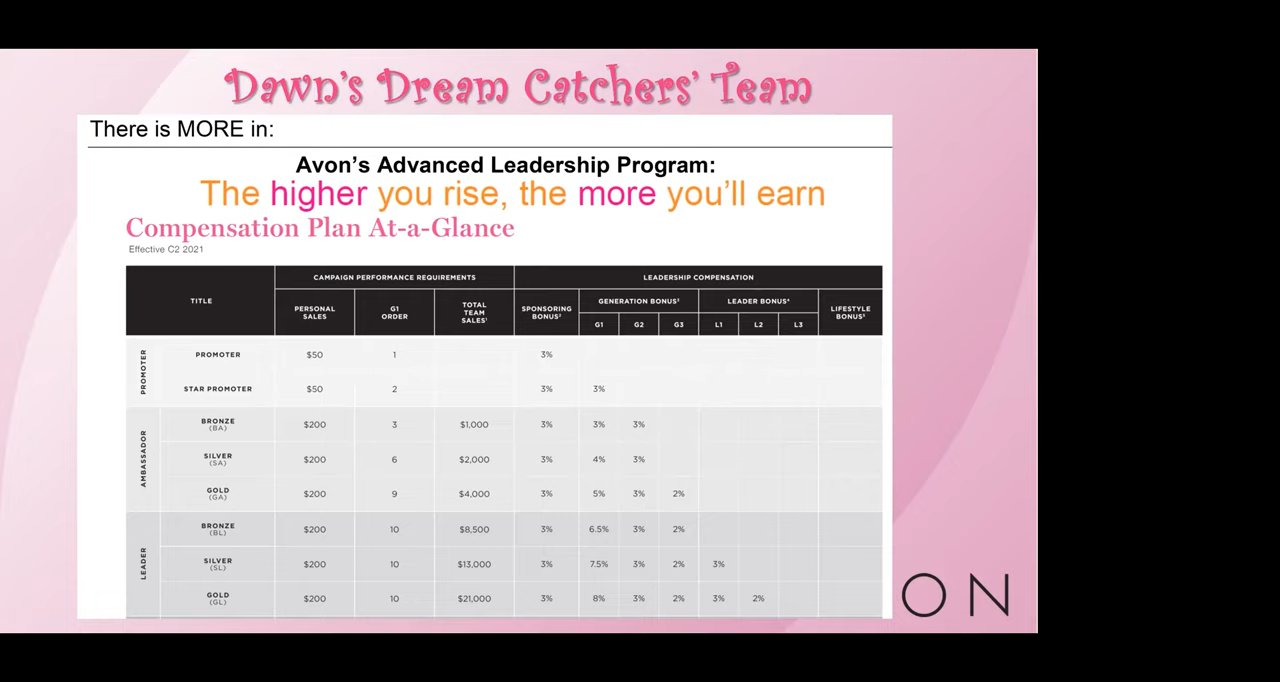 Dawn's Dream Catchers' Team
There is MORE in:
Avon's Advanced Leadership Program:
The higher you rise, the more you'll earn
Compensation Plan At-a-Glance
Effective C2 2021
TITLE CAMPAIGN PERFORMANCE REQUIREMENTS LEADERSHIP COMPENSATION
PERSONAL SALES G1 ORDER TOTAL TEAM SALES¹ SPONSORING BONUS² GENERATION BONUS³ LEADER BONUS⁴ LIFESTYLE BONUS⁵
G1 G2 G3 L1 L2 L3
PROMOTER
PROMOTER $50 1 3%
STAR PROMOTER $50 2 3% 3%
AMBASSADOR
BRONZE (BA) $200 3 $1,000 3% 3% 3%
SILVER (SA) $200 6 $2,000 3% 4% 3%
GOLD (GA) $200 9 $4,000 3% 5% 3% 2%
LEADER
BRONZE (BL) $200 10 $8,500 3% 6.5% 3% 2%
SILVER (SL) $200 10 $13,000 3% 7.5% 3% 2% 3%
GOLD (GL) $200 10 $21,000 3% 8% 3% 2% 3% 2%
ON